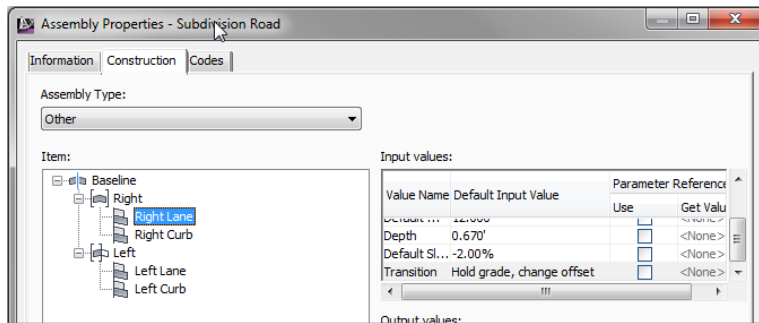 Assembly Properties - Subdivision Road
Information Construction Codes
Assembly Type:
Other
Item: Input values:
Baseline
Right
Right Lane
Right Curb
Left
Left Lane
Left Curb
Value Name Default Input Value Parameter Reference
Use Get Valu
Depth 0.670' <None>
Default Sl... -2.00% <None>
Transition Hold grade, change offset <None>
Output values: